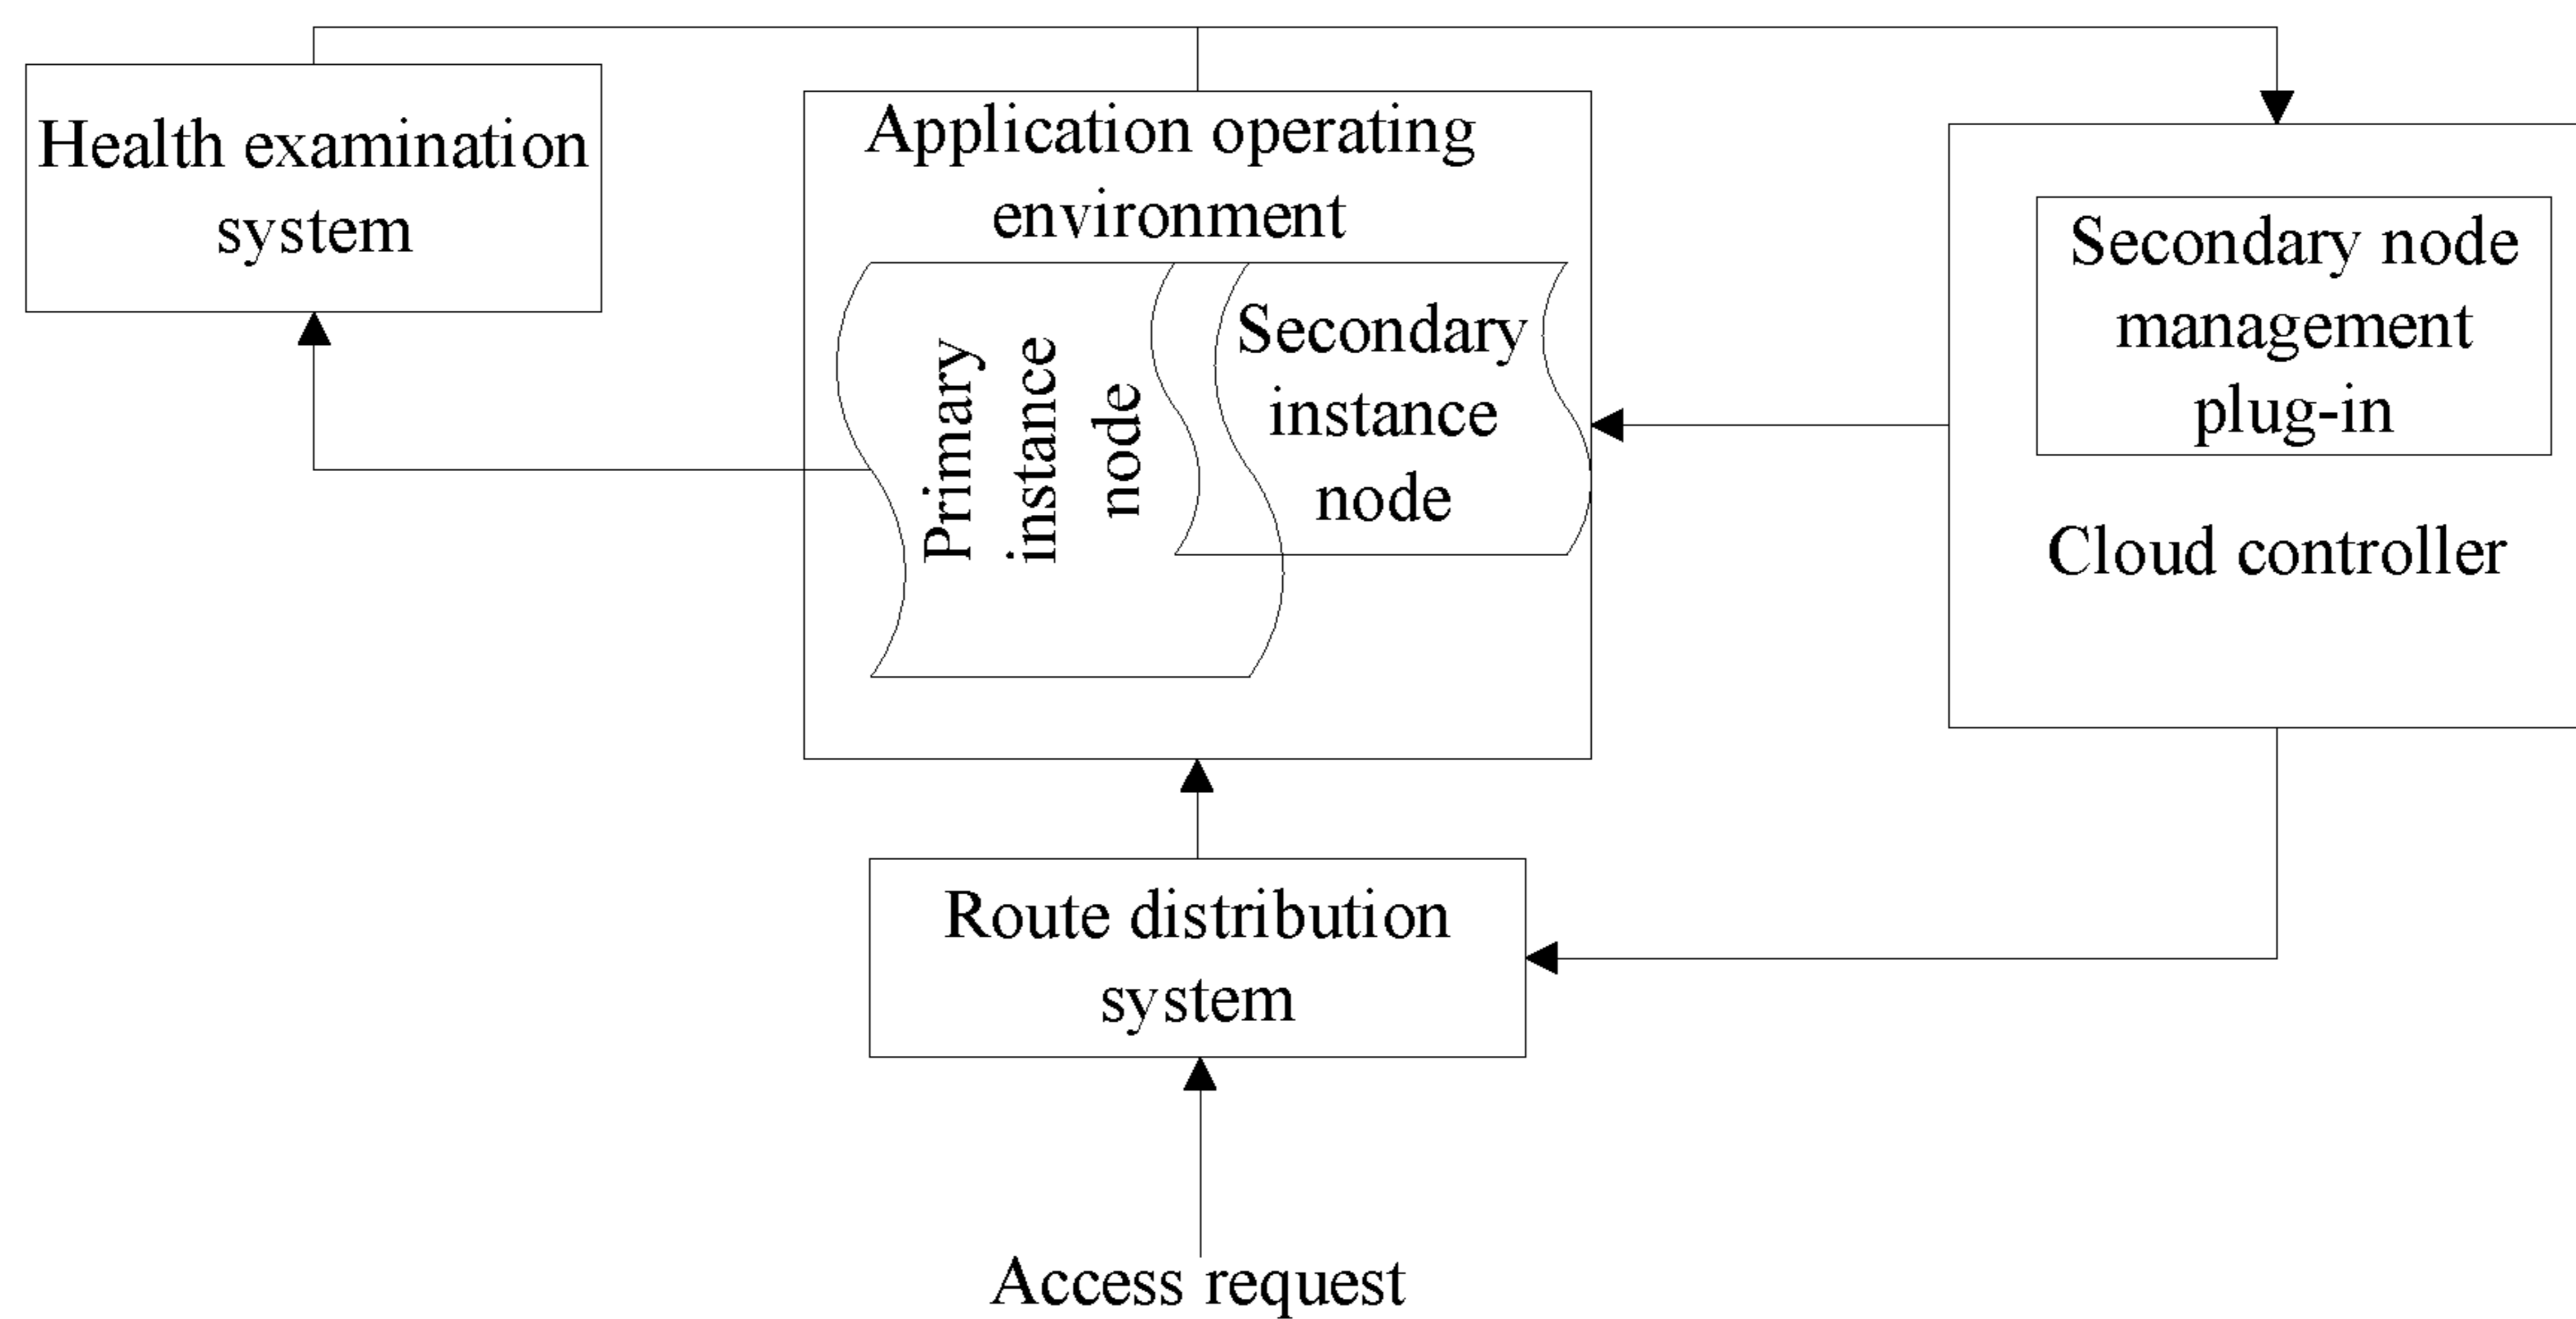 Health examination
system
Application operating
environment
Primary
instance
node
Secondary
instance
node
Secondary node
management
plug-in
Cloud controller
Route distribution
system
Access request